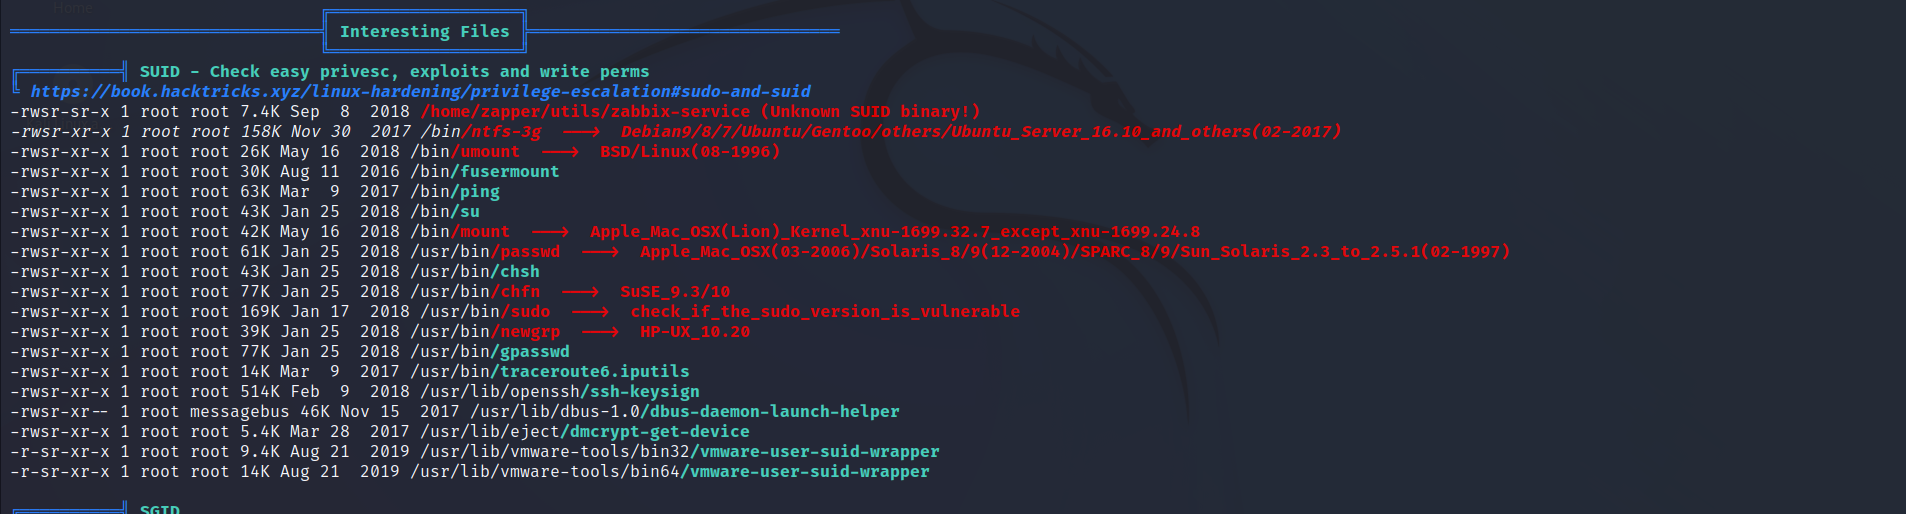 Home
Interesting Files
SUID - Check easy privesc, exploits and write perms
https://book.hacktricks.xyz/linux-hardening/privilege-escalation#sudo-and-suid
-rwsr-sr-x 1 root root 7.4K Sep  8  2018 /home/zapper/utils/zabbix-service (Unknown SUID binary!)
-rwsr-xr-x 1 root root 158K Nov 30  2017 /bin/ntfs-3g  --->  Debian9/8/7/Ubuntu/Gentoo/others/Ubuntu_Server_16.10_and_others(02-2017)
-rwsr-xr-x 1 root root 26K May 16  2018 /bin/umount  --->  BSD/Linux(08-1996)
-rwsr-xr-x 1 root root 30K Aug 11  2016 /bin/fusermount
-rwsr-xr-x 1 root root 63K Mar  9  2017 /bin/ping
-rwsr-xr-x 1 root root 43K Jan 25  2018 /bin/su
-rwsr-xr-x 1 root root 42K May 16  2018 /bin/mount  --->  Apple_Mac_OSX(Lion)_Kernel_xnu-1699.32.7_except_xnu-1699.24.8
-rwsr-xr-x 1 root root 61K Jan 25  2018 /usr/bin/passwd  --->  Apple_Mac_OSX(03-2006)/Solaris_8/9(12-2004)/SPARC_8/9/Sun_Solaris_2.3_to_2.5.1(02-1997)
-rwsr-xr-x 1 root root 43K Jan 25  2018 /usr/bin/chsh
-rwsr-xr-x 1 root root 77K Jan 25  2018 /usr/bin/chfn  --->  SuSE_9.3/10
-rwsr-xr-x 1 root root 169K Jan 17  2018 /usr/bin/sudo  --->  check_if_the_sudo_version_is_vulnerable
-rwsr-xr-x 1 root root 39K Jan 25  2018 /usr/bin/newgrp  --->  HP-UX_10.20
-rwsr-xr-x 1 root root 77K Jan 25  2018 /usr/bin/gpasswd
-rwsr-xr-x 1 root root 14K Mar  9  2017 /usr/bin/traceroute6.iputils
-rwsr-xr-x 1 root root 514K Feb  9  2018 /usr/lib/openssh/ssh-keysign
-rwsr-xr-- 1 root messagebus 46K Nov 15  2017 /usr/lib/dbus-1.0/dbus-daemon-launch-helper
-rwsr-xr-x 1 root root 5.4K Mar 28  2017 /usr/lib/eject/dmcrypt-get-device
-r-sr-xr-x 1 root root 9.4K Aug 21  2019 /usr/lib/vmware-tools/bin32/vmware-user-suid-wrapper
-r-sr-xr-x 1 root root 14K Aug 21  2019 /usr/lib/vmware-tools/bin64/vmware-user-suid-wrapper
SGID